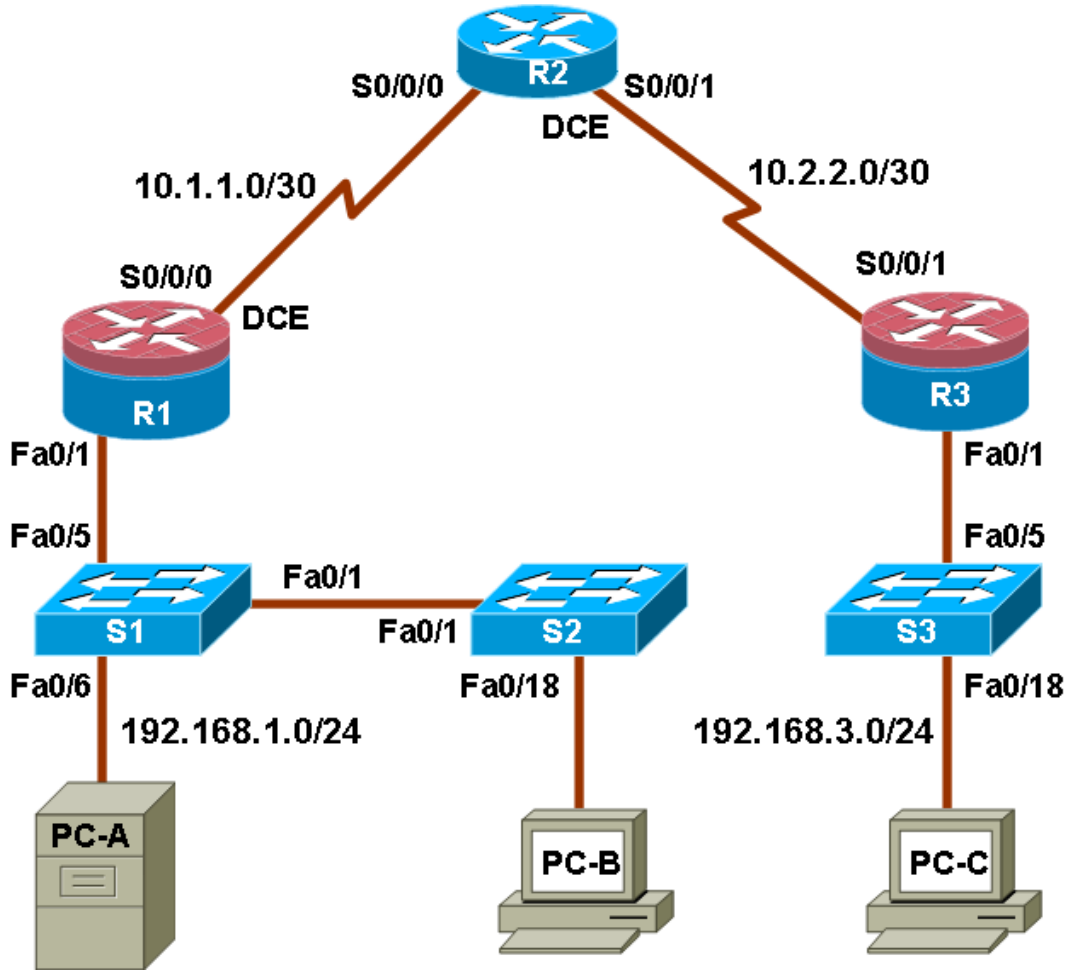 R2
S0/0/0
S0/0/1
DCE
10.1.1.0/30
10.2.2.0/30
S0/0/0
S0/0/1
DCE
R1
R3
Fa0/1
Fa0/1
Fa0/5
Fa0/5
Fa0/1
Fa0/1
S1
S2
S3
Fa0/6
Fa0/18
Fa0/18
192.168.1.0/24
192.168.3.0/24
PC-A
PC-B
PC-C